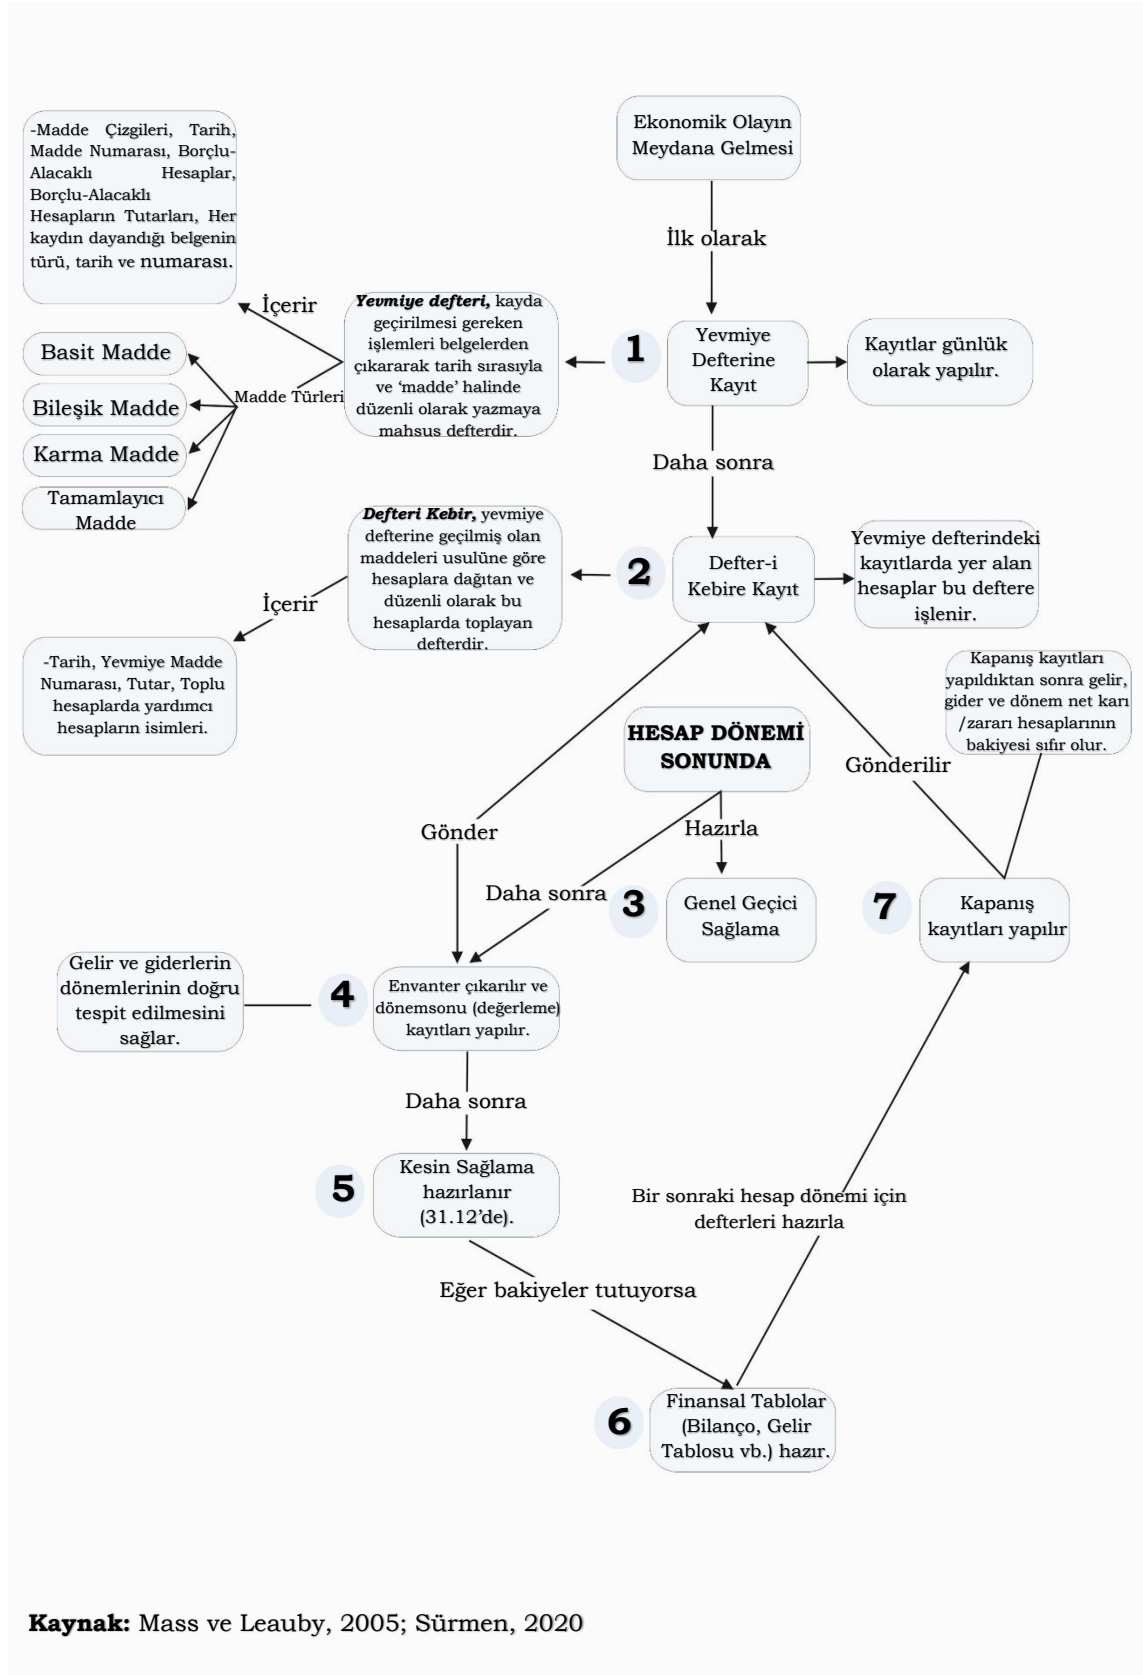 Ekonomik Olayın
Meydana Gelmesi
İlk olarak
-Madde Çizgileri, Tarih,
Madde Numarası, Borçlu-
Alacaklı Hesaplar,
Borçlu-Alacaklı
Hesapların Tutarları, Her
kaydın dayandığı belgenin
türü, tarih ve numarası.
İçerir
Basit Madde
Bileşik Madde
Karma Madde
Tamamlayıcı
Madde
Madde Türleri
Yevmiye defteri, kayda
geçirilmesi gereken
işlemleri belgelerden
çıkararak tarih sırasıyla
ve ‘madde’ halinde
düzenli olarak yazmaya
mahsus defterdir.
1
Yevmiye
Defterine
Kayıt
Kayıtlar günlük
olarak yapılır.
Daha sonra
Defteri Kebir, yevmiye
defterine geçilmiş olan
maddeleri usulüne göre
hesaplara dağıtan ve
düzenli olarak bu
hesaplarda toplayan
defterdir.
2
Defter-i
Kebire Kayıt
Yevmiye defterindeki
kayıtlarda yer alan
hesaplar bu deftere
işlenir.
İçerir
-Tarih, Yevmiye Madde
Numarası, Tutar, Toplu
hesaplarda yardımcı
hesapların isimleri.
Kapanış kayıtları
yapıldıktan sonra gelir,
gider ve dönem net karı
/zararı hesaplarının
bakiyesi sıfır olur.
HESAP DÖNEMİ
SONUNDA
Gönderilir
Gönder
Hazırla
Daha sonra
3
Genel Geçici
Sağlama
7
Kapanış
kayıtları yapılır
Gelir ve giderlerin
dönemlerinin doğru
tespit edilmesini
sağlar.
4
Envanter çıkarılır ve
dönemsonu (değerleme)
kayıtları yapılır.
Daha sonra
5
Kesin Sağlama
hazırlanır
(31.12’de).
Bir sonraki hesap dönemi için
defterleri hazırla
Eğer bakiyeler tutuyorsa
6
Finansal Tablolar
(Bilanço, Gelir
Tablosu vb.) hazır.
Kaynak: Mass ve Leauby, 2005; Sürmen, 2020